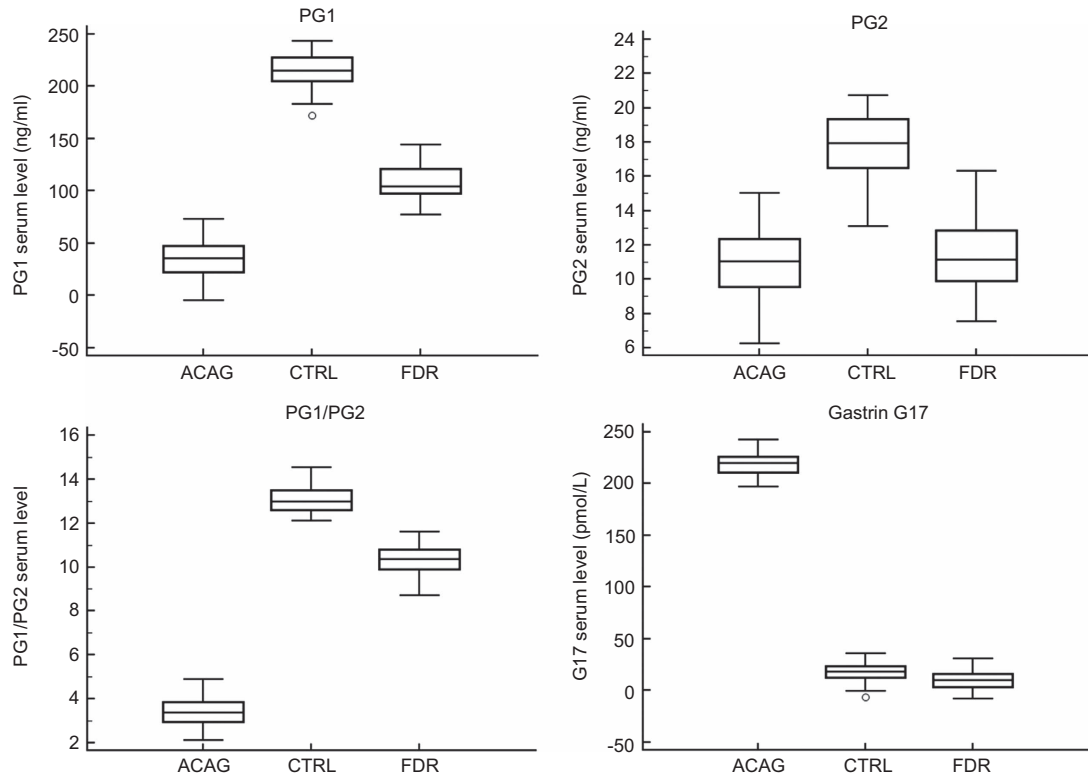 PG1
PG1 serum level (ng/ml)
250
200
150
100
50
0
-50
ACAG CTRL FDR
PG2
PG2 serum level (ng/ml)
24
22
20
18
16
14
12
10
8
6
ACAG CTRL FDR
PG1/PG2
PG1/PG2 serum level
16
14
12
10
8
6
4
2
ACAG CTRL FDR
Gastrin G17
G17 serum level (pmol/L)
250
200
150
100
50
0
-50
ACAG CTRL FDR